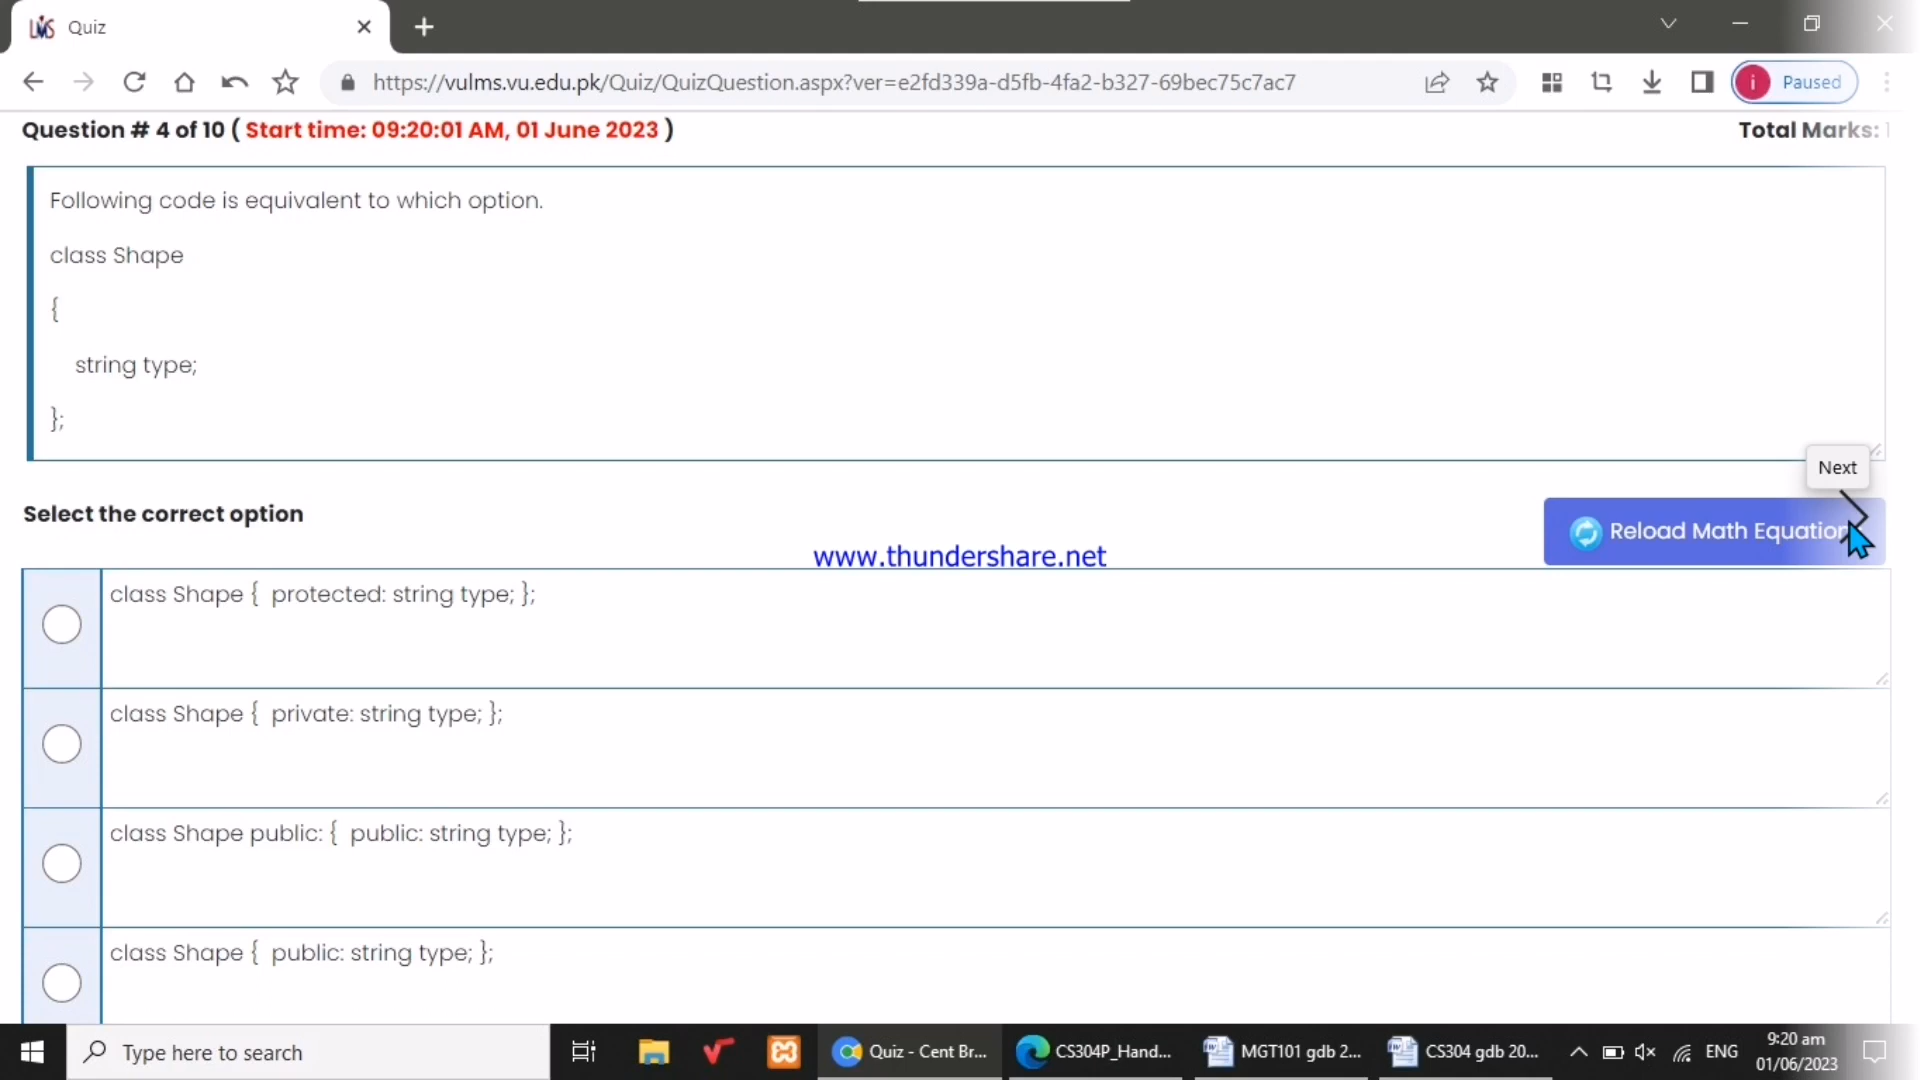 Quiz
https://vulms.vu.edu.pk/Quiz/QuizQuestion.aspx?ver=e2fd339a-d5fb-4fa2-b327-69bec75c7ac7
i Paused
Question # 4 of 10 ( Start time: 09:20:01 AM, 01 June 2023 )
Total Marks: 1
Following code is equivalent to which option.
class Shape
{
string type;
};
Next
Select the correct option
Reload Math Equation
www.thundershare.net
class Shape { protected: string type; };
class Shape { private: string type; };
class Shape public: { public: string type; };
class Shape { public: string type; };
Type here to search
Quiz - Cent Br...
CS304P_Hand...
MGT101 gdb 2...
CS304 gdb 20...
ENG
9:20 am
01/06/2023